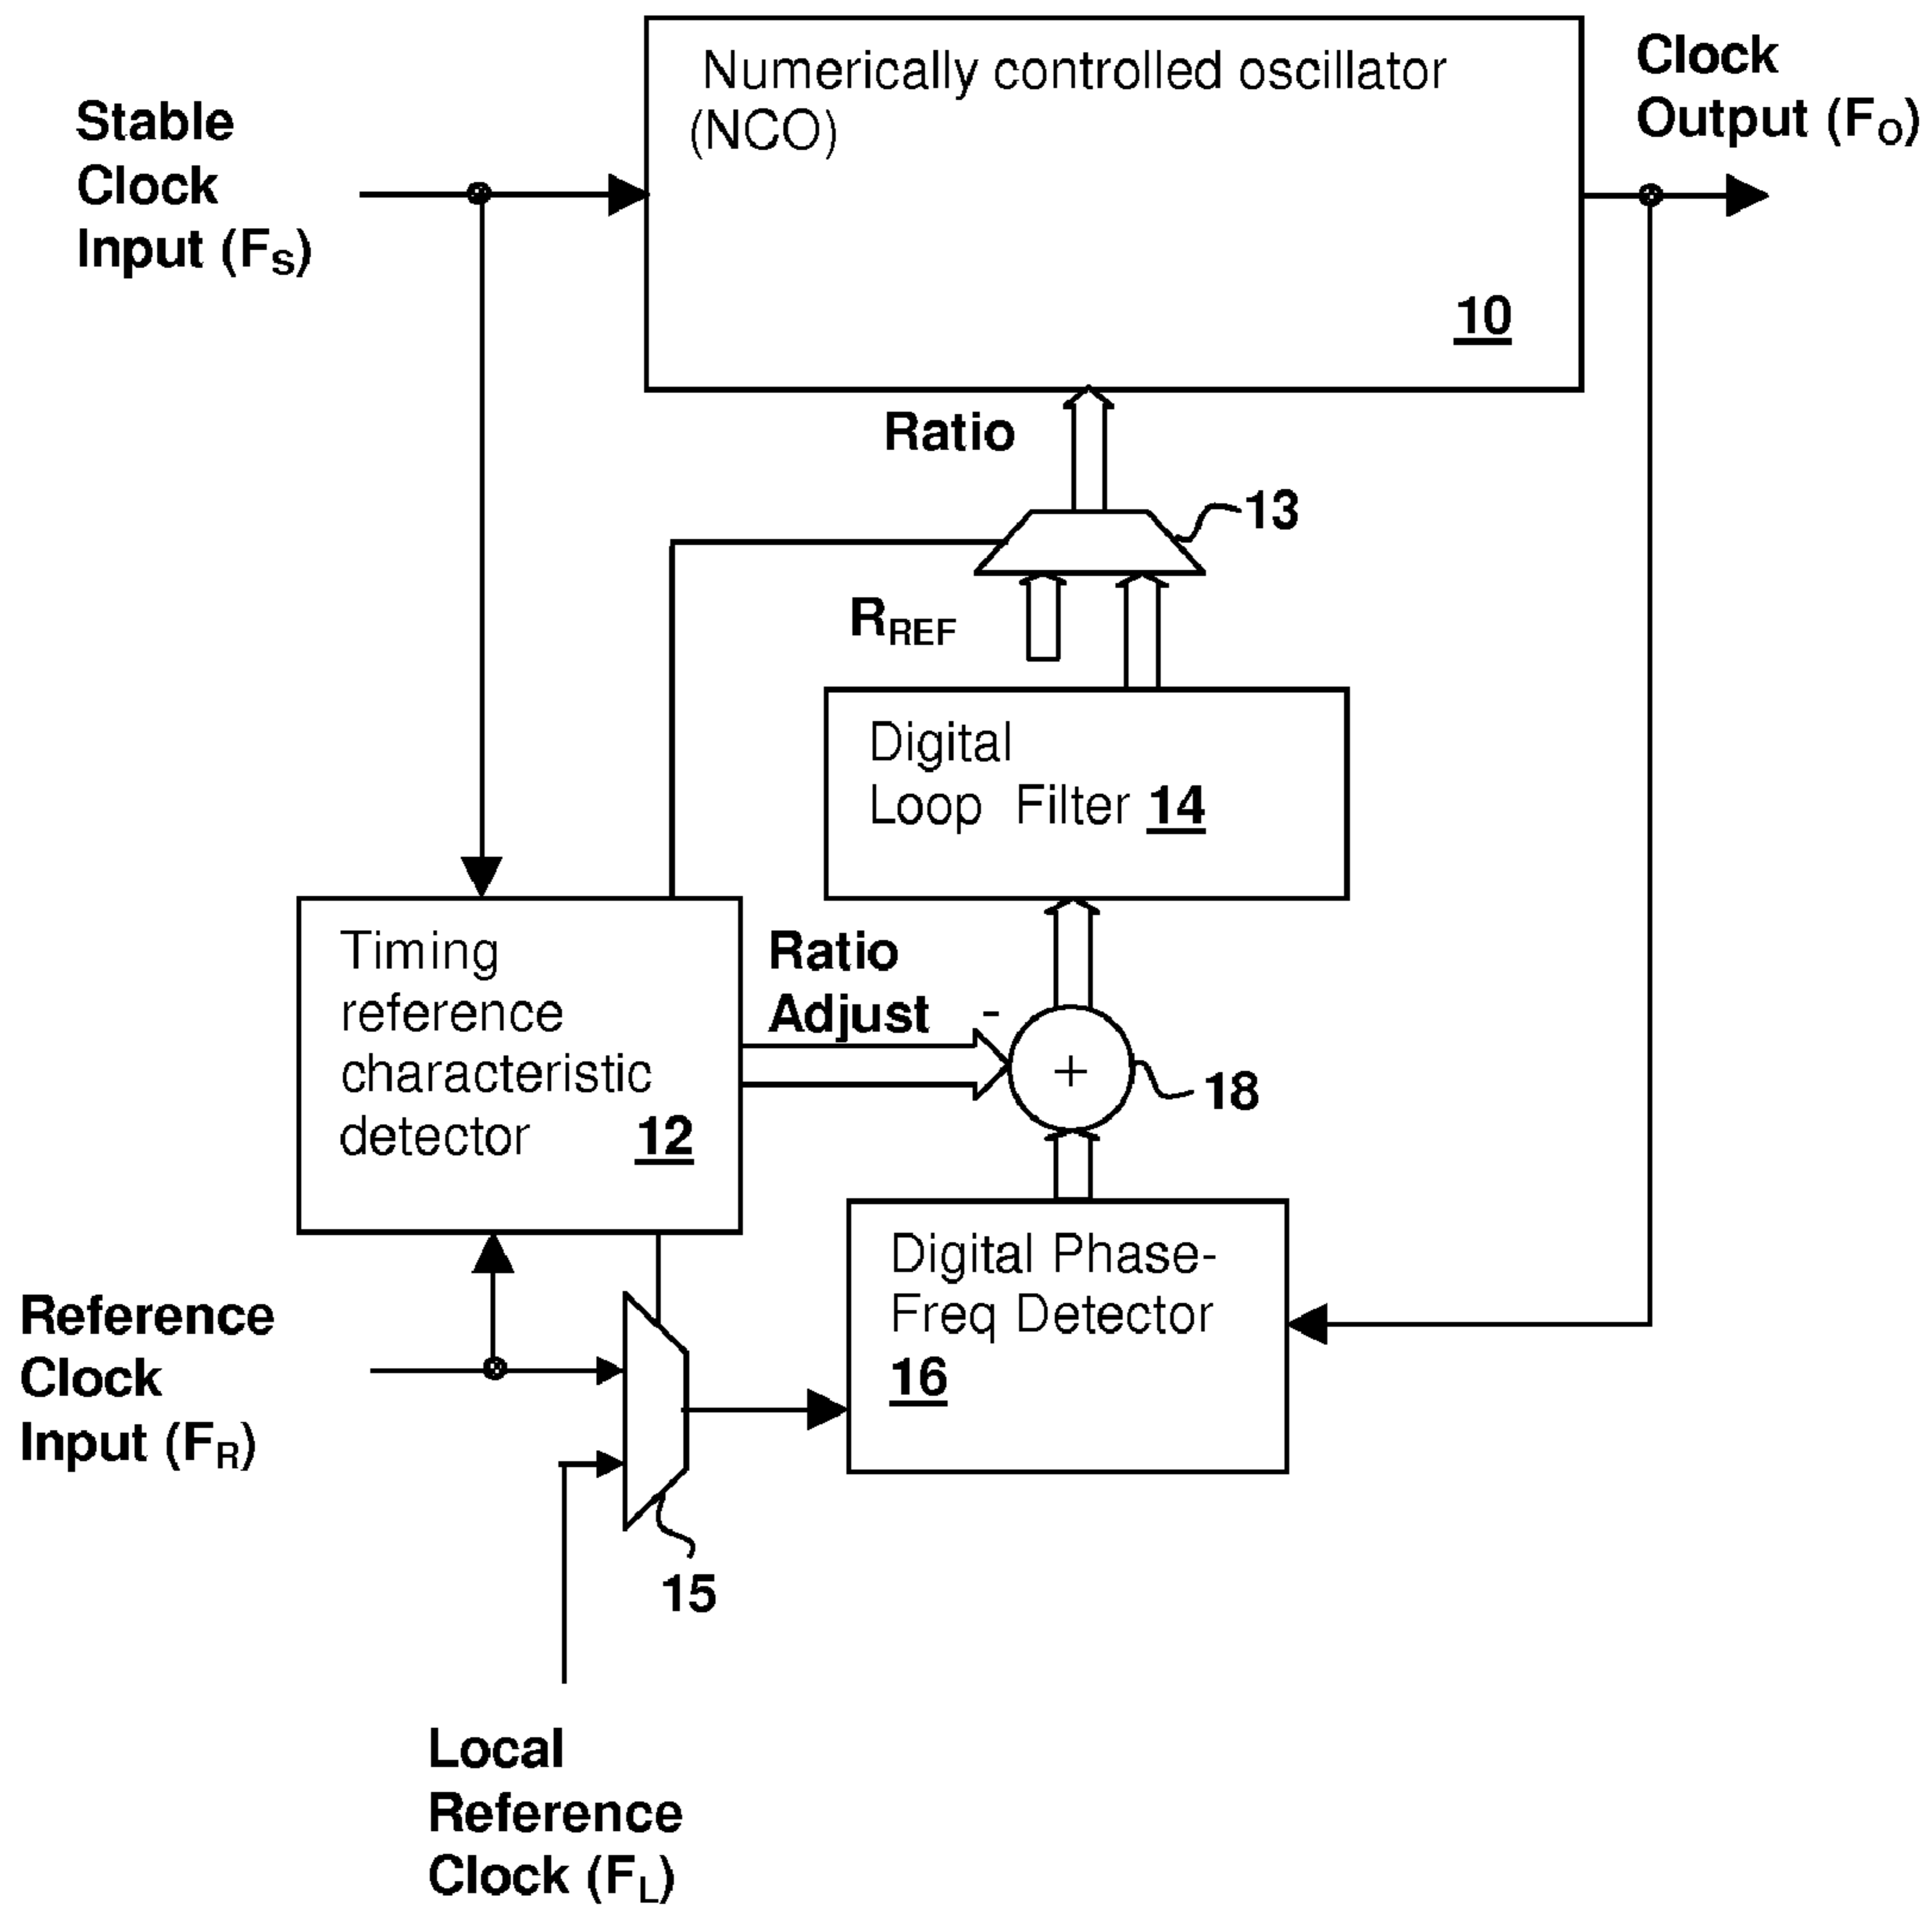 Numerically controlled oscillator
(NCO)
10
Clock
Output (FO)
Stable
Clock
Input (FS)
Ratio
13
RREF
Digital
Loop Filter 14
Timing
reference
characteristic
detector 12
Ratio
Adjust
-
+
18
Digital Phase-
Freq Detector
16
Reference
Clock
Input (FR)
15
Local
Reference
Clock (FL)